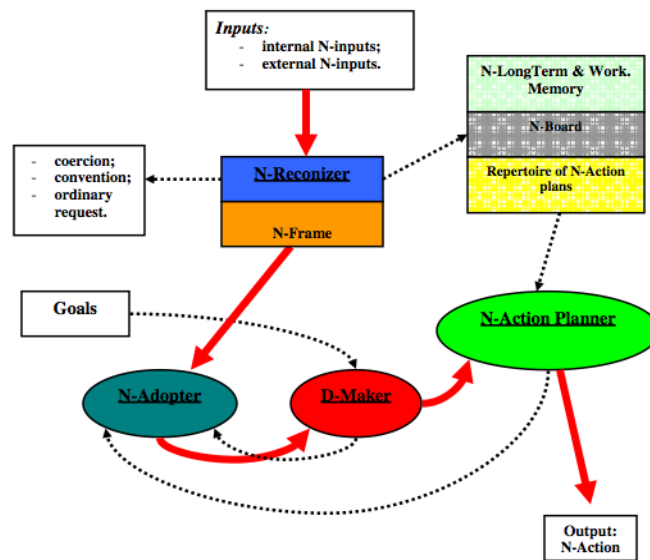 Inputs:
- internal N-inputs;
- external N-inputs.
N-LongTerm & Work.
Memory
N-Board
Repertoire of N-Action
plans
- coercion;
- convention;
- ordinary
request.
N-Reconizer
N-Frame
Goals
N-Action Planner
N-Adopter
D-Maker
Output:
N-Action